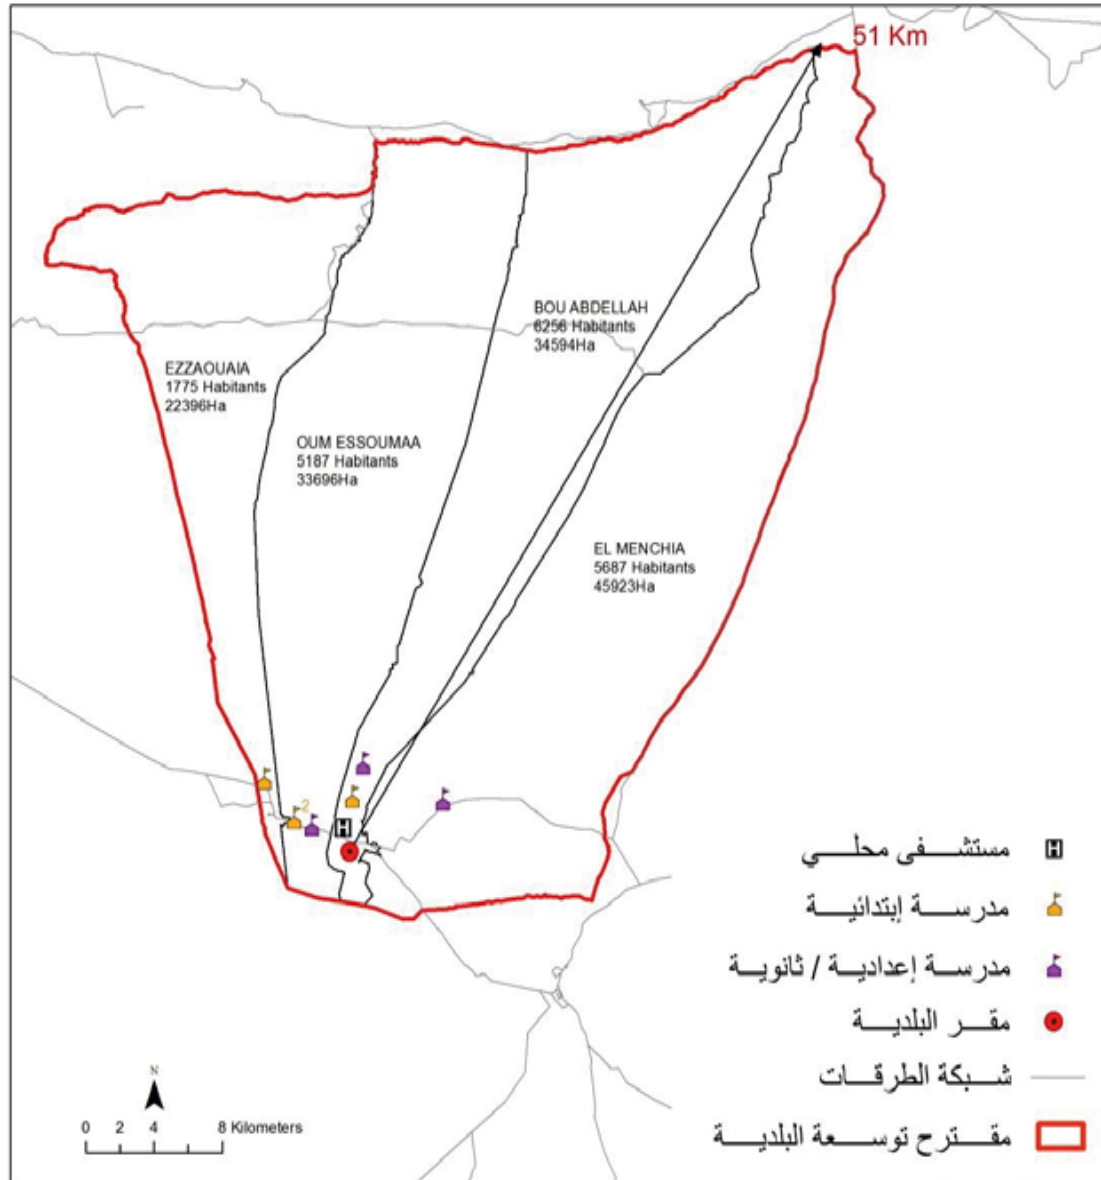 51 Km
BOU ABDELLAH
6256 Habitants
34594Ha
EZZAOUAIA
1775 Habitants
22396Ha
OUM ESSOUMAA
5187 Habitants
33696Ha
EL MENCHIA
5687 Habitants
45923Ha
2
H
مستشفى محلي
مدرسة إبتدائية
مدرسة إعدادية / ثانوية
مقر البلدية
شبكة الطرقات
مقترح توسعة البلدية
N
0 2 4 8 Kilometers